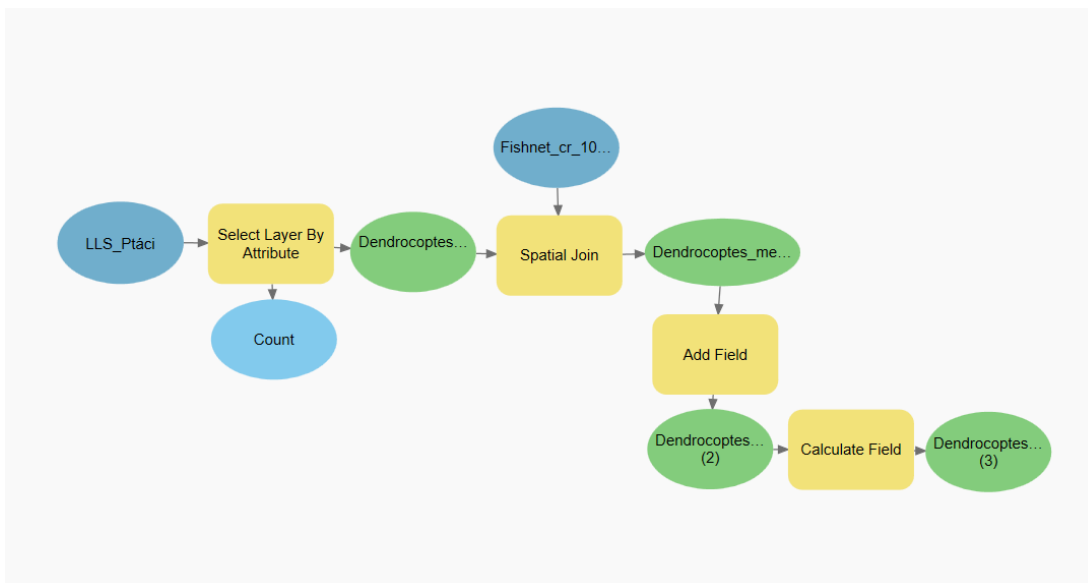 Fishnet_cr_10...
LLS_Ptáci
Select Layer By
Attribute
Dendrocoptes...
Spatial Join
Dendrocoptes_me...
Count
Add Field
Dendrocoptes...
(2)
Calculate Field
Dendrocoptes...
(3)